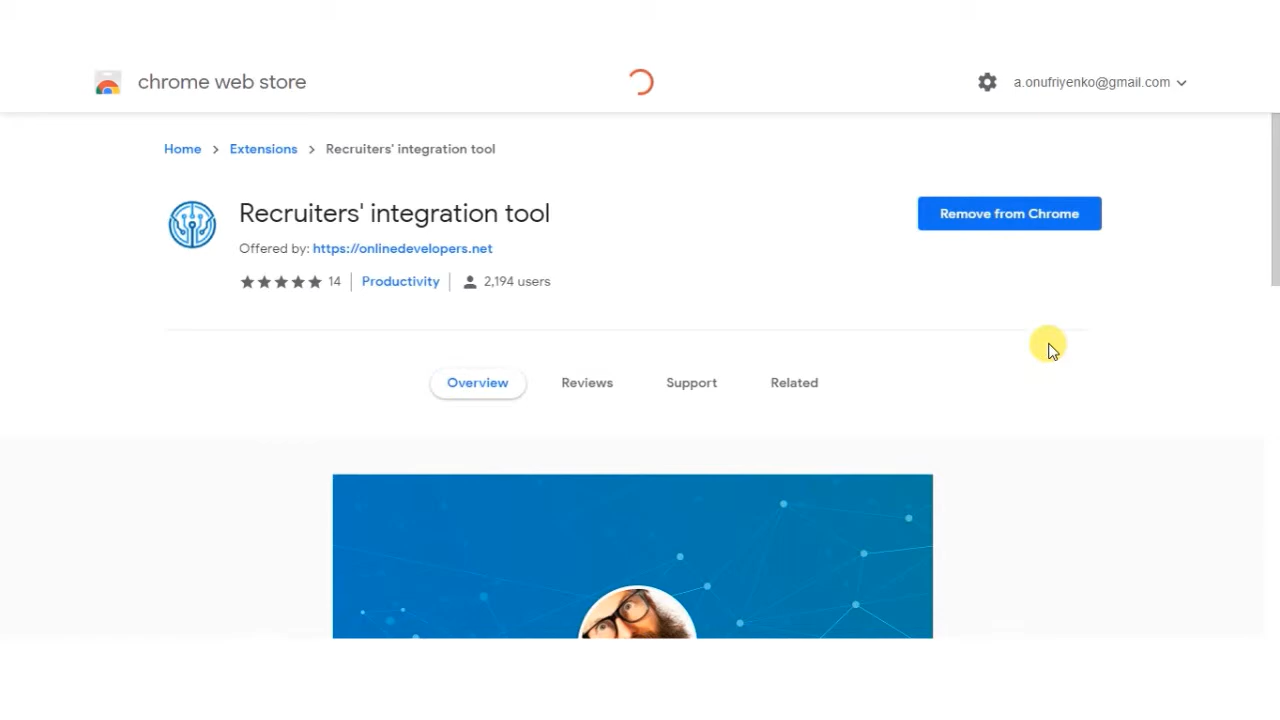 chrome web store
a.onufriyenko@gmail.com
Home > Extensions > Recruiters' integration tool
Recruiters' integration tool
Remove from Chrome
Offered by: https://onlinedevelopers.net
14 Productivity 2,194 users
Overview Reviews Support Related